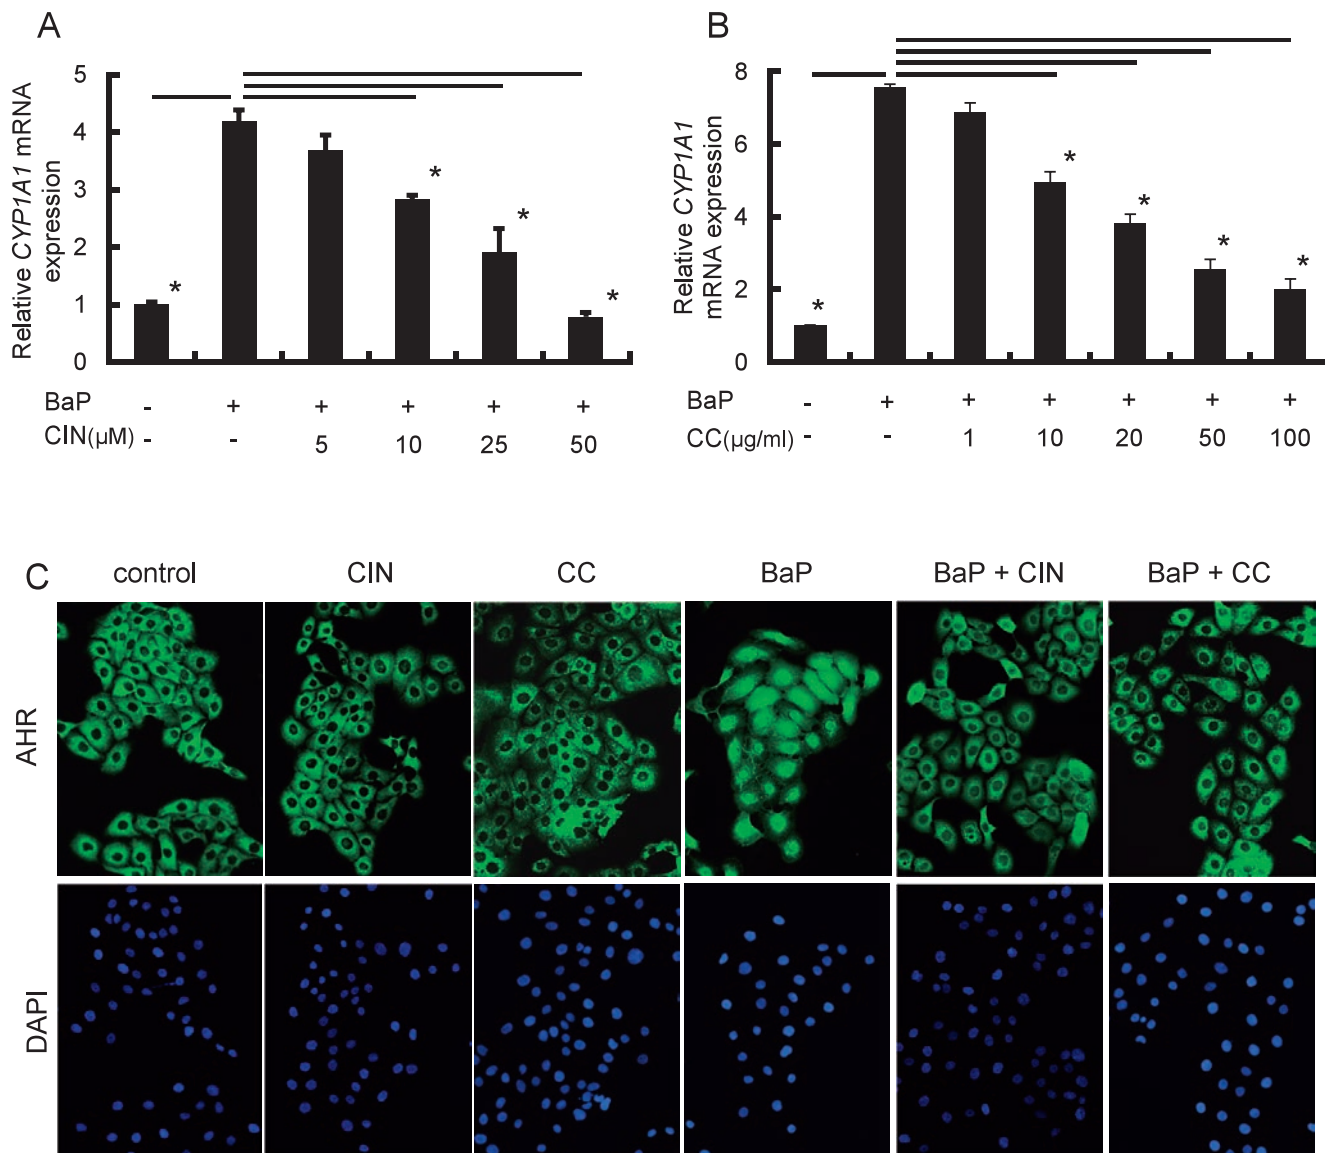 A
Relative CYP1A1 mRNA
expression
5
4
3
2
1
0
*
*
*
*
BaP - + + + + +
CIN(μM) - - 5 10 25 50
B
Relative CYP1A1
mRNA expression
8
6
4
2
0
*
*
*
*
*
BaP - + + + + + +
CC(μg/ml) - - 1 10 20 50 100
C
control CIN CC BaP BaP + CIN BaP + CC
AHR
DAPI